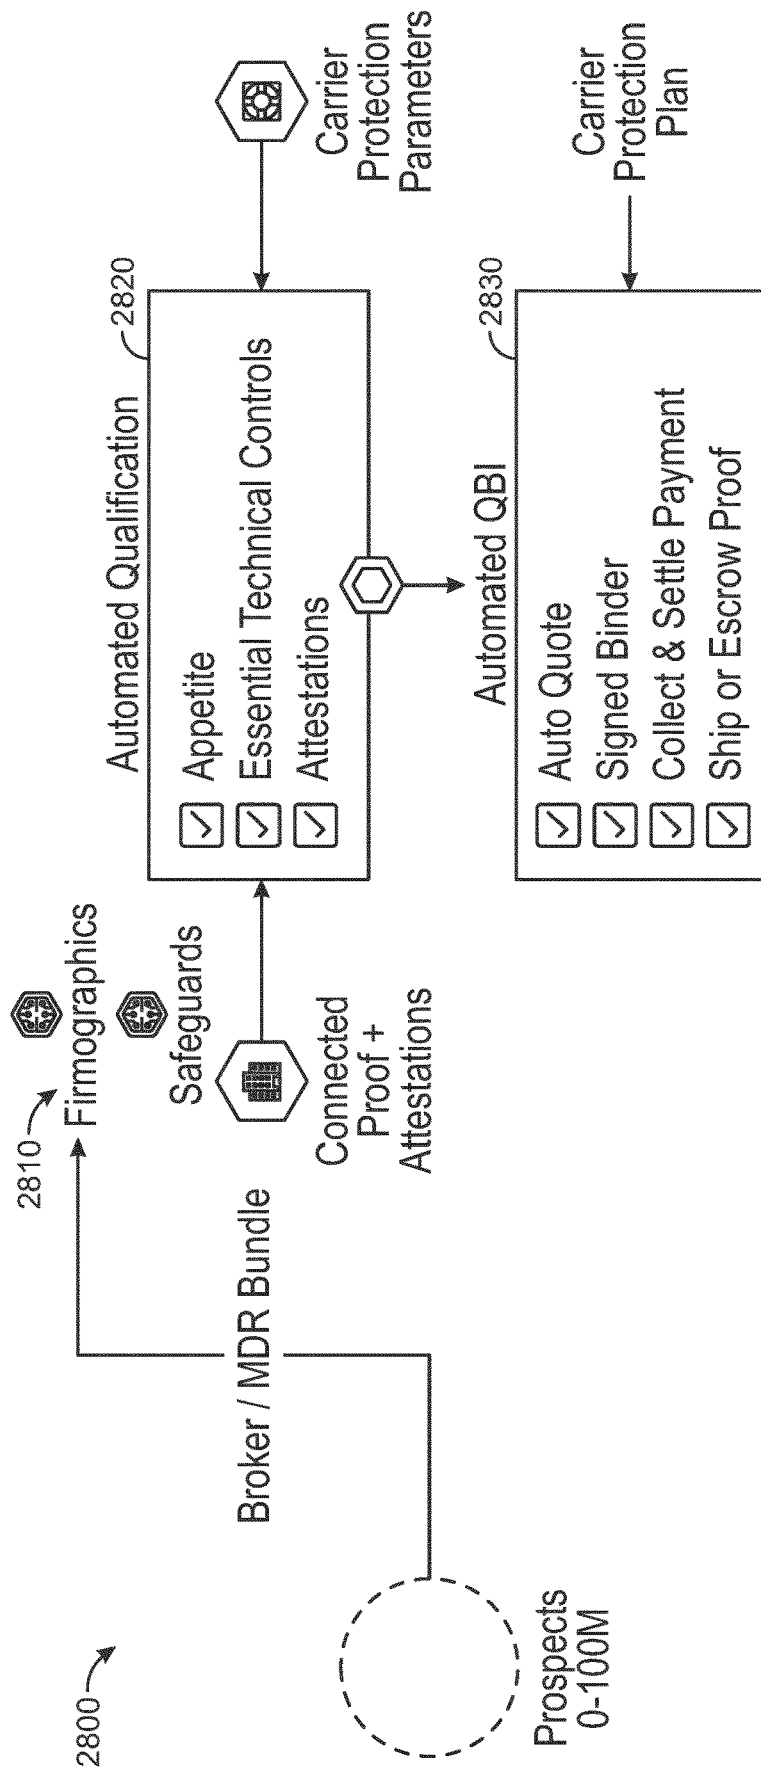 2800
Prospects
0-100M
Broker / MDR Bundle
2810
Firmographics
Safeguards
Connected
Proof +
Attestations
Automated Qualification
2820
Appetite
Essential Technical Controls
Attestations
Carrier
Protection
Parameters
Automated QBI
2830
Auto Quote
Signed Binder
Collect & Settle Payment
Ship or Escrow Proof
Carrier
Protection
Plan